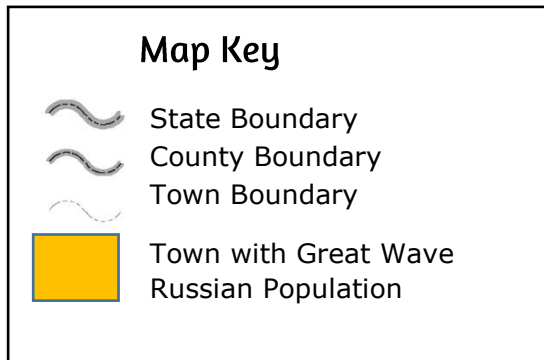 Map Key
State Boundary
County Boundary
Town Boundary
Town with Great Wave
Russian Population